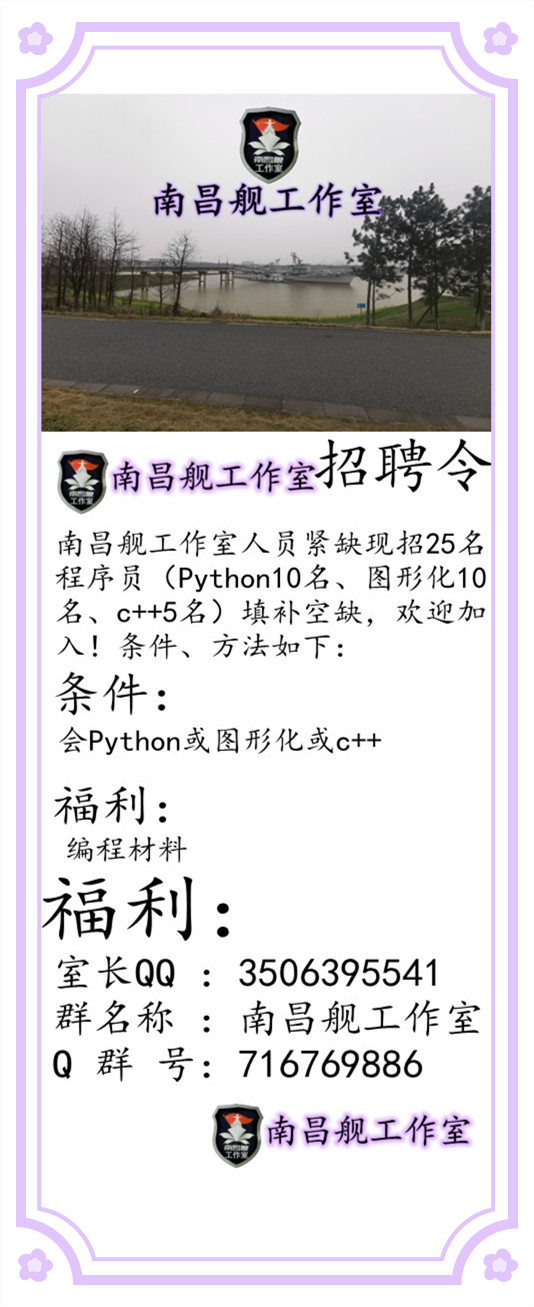 南昌舰
工作室
南昌舰工作室
南昌舰
工作室
南昌舰工作室招聘令
南昌舰工作室人员紧缺现招25名
程序员（Python10名、图形化10
名、c++5名）填补空缺，欢迎加
入！条件、方法如下：
条件：
会Python或图形化或c++
福利：
编程材料
福利：
室长QQ ：3506395541
群名称 ：南昌舰工作室
Q 群 号：716769886
南昌舰
工作室
南昌舰工作室